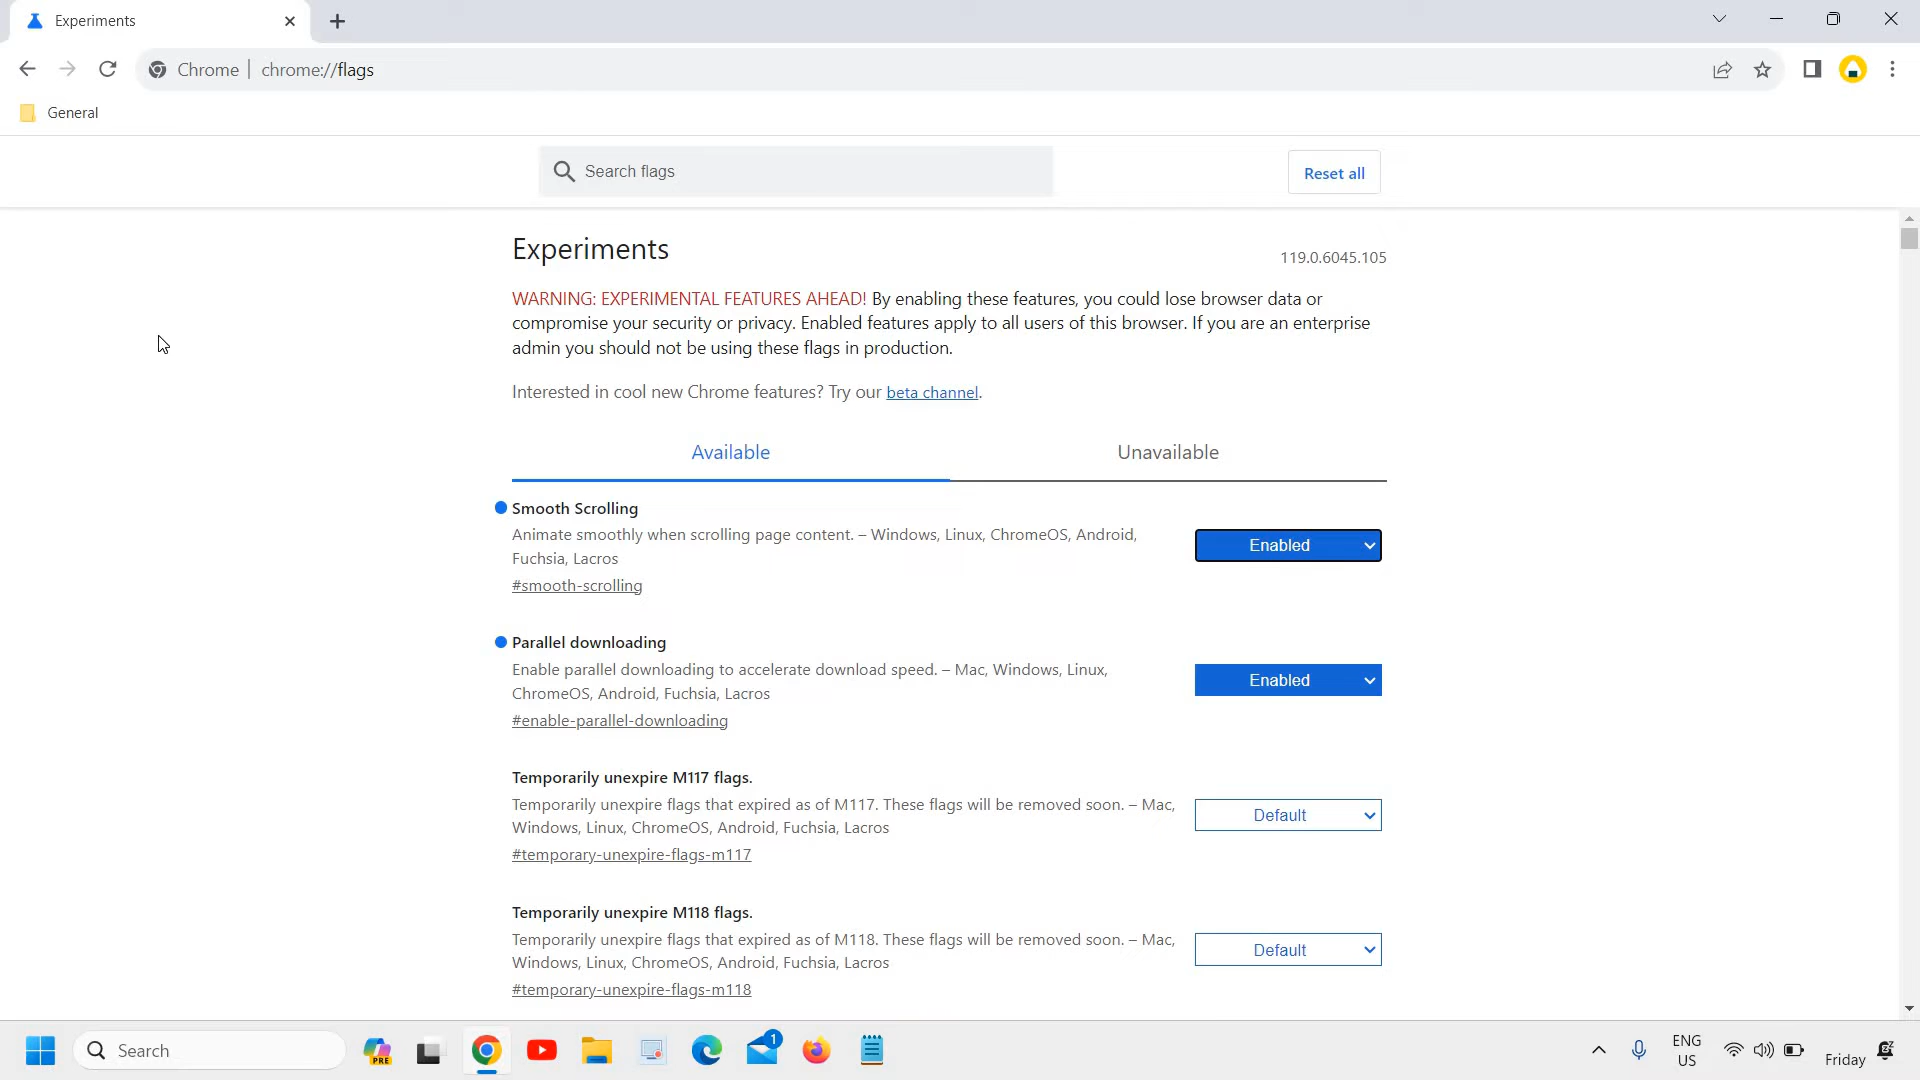 Experiments
Chrome
chrome://flags
General
Search flags
Reset all
Experiments
119.0.6045.105
WARNING: EXPERIMENTAL FEATURES AHEAD! By enabling these features, you could lose browser data or
compromise your security or privacy. Enabled features apply to all users of this browser. If you are an enterprise
admin you should not be using these flags in production.
Interested in cool new Chrome features? Try our beta channel.
Available
Unavailable
Smooth Scrolling
Animate smoothly when scrolling page content. – Windows, Linux, ChromeOS, Android,
Fuchsia, Lacros
#smooth-scrolling
Enabled
Parallel downloading
Enable parallel downloading to accelerate download speed. – Mac, Windows, Linux,
ChromeOS, Android, Fuchsia, Lacros
#enable-parallel-downloading
Enabled
Temporarily unexpire M117 flags.
Temporarily unexpire flags that expired as of M117. These flags will be removed soon. – Mac,
Windows, Linux, ChromeOS, Android, Fuchsia, Lacros
#temporary-unexpire-flags-m117
Default
Temporarily unexpire M118 flags.
Temporarily unexpire flags that expired as of M118. These flags will be removed soon. – Mac,
Windows, Linux, ChromeOS, Android, Fuchsia, Lacros
#temporary-unexpire-flags-m118
Default
Search
PRE
1
ENG
US
Friday